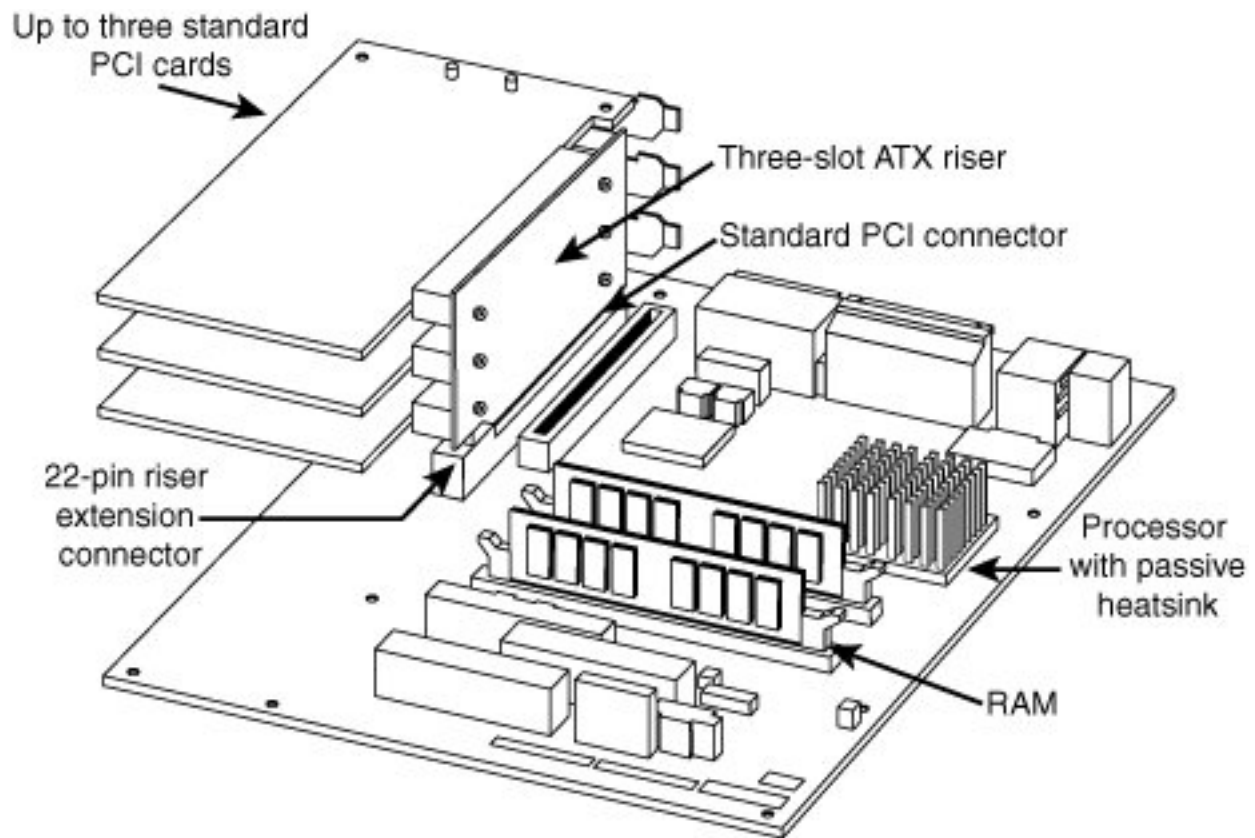 Up to three standard
PCI cards
Three-slot ATX riser
Standard PCI connector
22-pin riser
extension
connector
Processor
with passive
heatsink
RAM